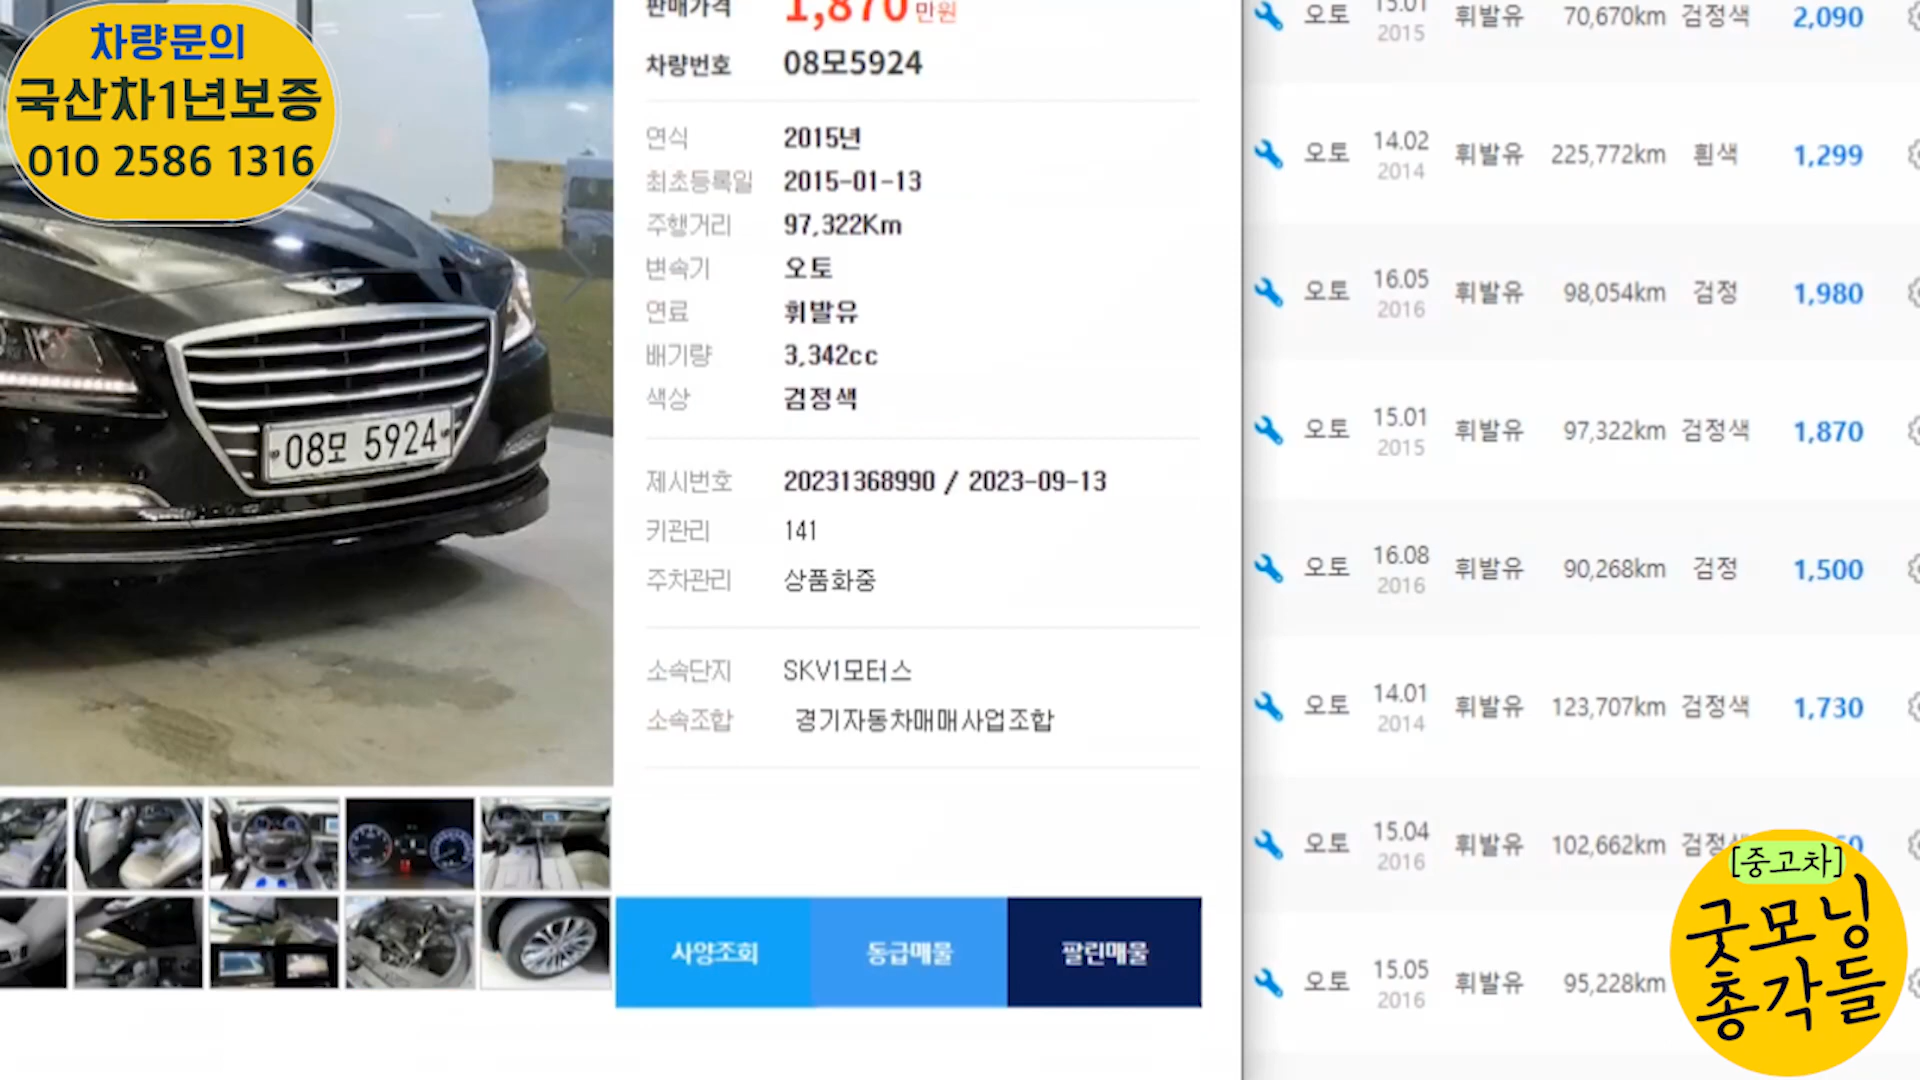 차량문의
국산차1년보증
010 2586 1316
08모 5924
판매가격 1,870만원
차량번호 08모5924
연식 2015년
최초등록일 2015-01-13
주행거리 97,322Km
변속기 오토
연료 휘발유
배기량 3,342cc
색상 검정색
제시번호 20231368990 / 2023-09-13
키관리 141
주차관리 상품화중
소속단지 SKV1모터스
소속조합 경기자동차매매사업조합
사양조회 동급매물 팔린매물
오토 15.01 2015 휘발유 70,670km 검정색 2,090
오토 14.02 2014 휘발유 225,772km 흰색 1,299
오토 16.05 2016 휘발유 98,054km 검정 1,980
오토 15.01 2015 휘발유 97,322km 검정색 1,870
오토 16.08 2016 휘발유 90,268km 검정 1,500
오토 14.01 2014 휘발유 123,707km 검정색 1,730
오토 15.04 2016 휘발유 102,662km
오토 15.05 2016 휘발유 95,228km
[중고차]
굿모닝
총각들